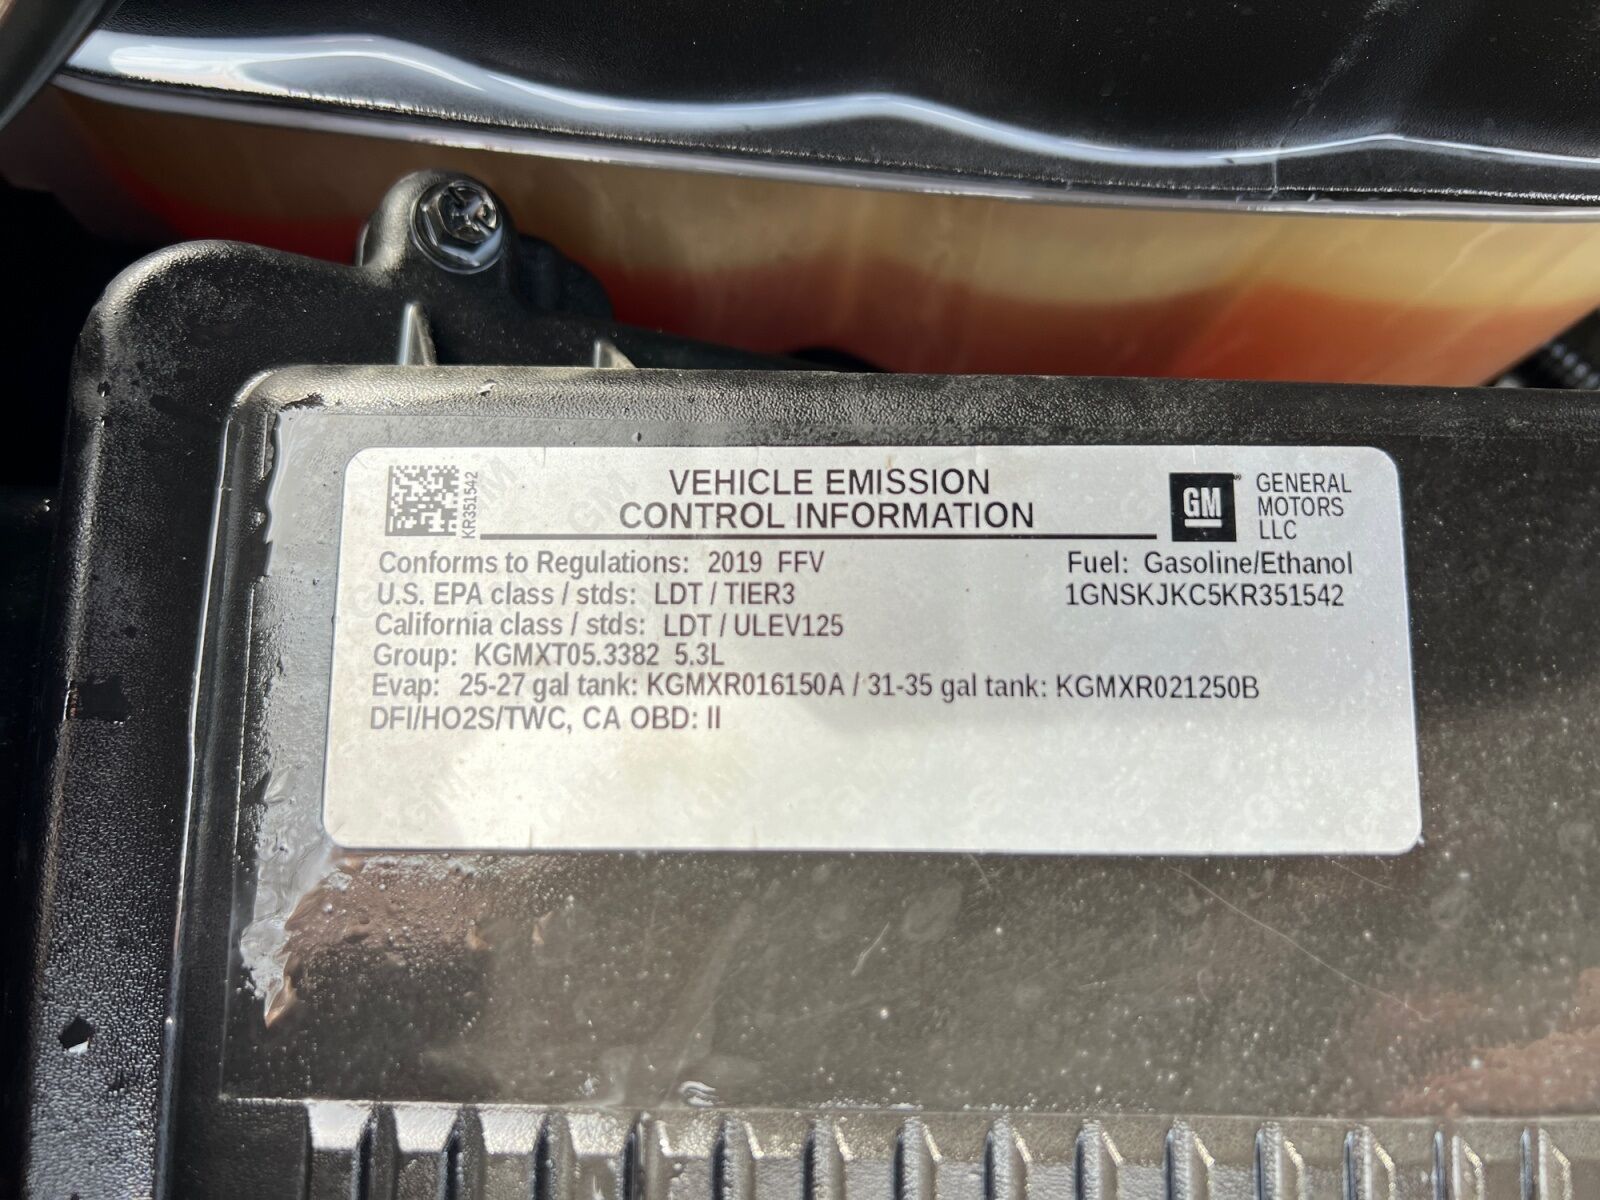 KR351542
VEHICLE EMISSION
CONTROL INFORMATION
GM
GENERAL
MOTORS
LLC
Conforms to Regulations: 2019 FFV
Fuel: Gasoline/Ethanol
U.S. EPA class / stds: LDT / TIER3
1GNSKJKC5KR351542
California class / stds: LDT / ULEV125
Group: KGMXT05.3382 5.3L
Evap: 25-27 gal tank: KGMXR016150A / 31-35 gal tank: KGMXR021250B
DFI/HO2S/TWC, CA OBD: II